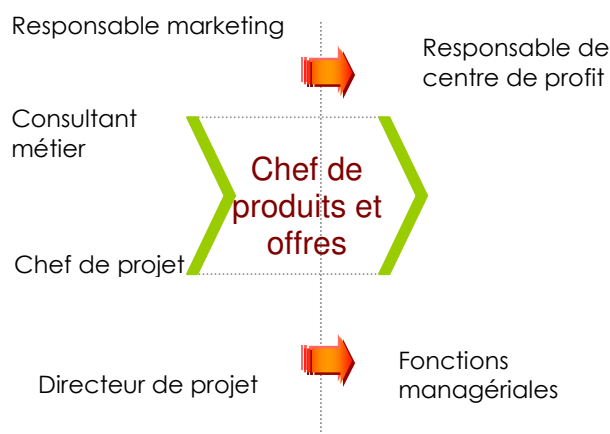 Responsable marketing
Responsable de
centre de profit
Consultant
métier
Chef de
produits et
offres
Chef de projet
Directeur de projet
Fonctions
managériales